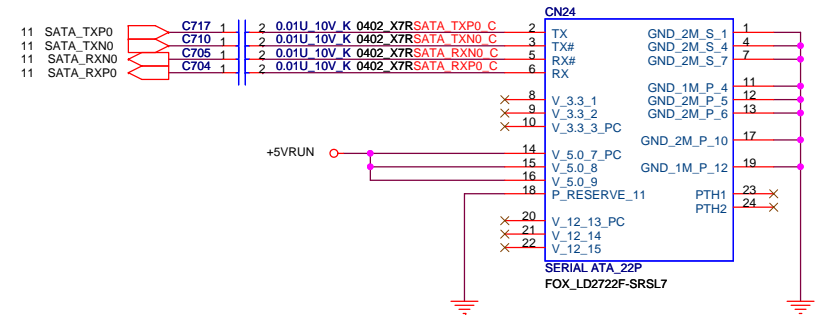 CN24
11 SATA_TXP0 C717 1 2 0.01U_10V_K 0402_X7R SATA_TXP0_C 2 TX GND_2M_S_1 1
11 SATA_TXN0 C710 1 2 0.01U_10V_K 0402_X7R SATA_TXN0_C 3 TX# GND_2M_S_4 4
11 SATA_RXN0 C705 1 2 0.01U_10V_K 0402_X7R SATA_RXN0_C 5 RX# GND_2M_S_7 7
11 SATA_RXP0 C704 1 2 0.01U_10V_K 0402_X7R SATA_RXP0_C 6 RX
GND_1M_P_4 11
8 V_3.3_1 GND_2M_P_5 12
9 V_3.3_2 GND_2M_P_6 13
10 V_3.3_3_PC
GND_2M_P_10 17
+5VRUN 14 V_5.0_7_PC
15 V_5.0_8 GND_1M_P_12 19
16 V_5.0_9
18 P_RESERVE_11 PTH1 23
PTH2 24
20 V_12_13_PC
21 V_12_14
22 V_12_15
SERIAL ATA_22P
FOX_LD2722F-SRSL7